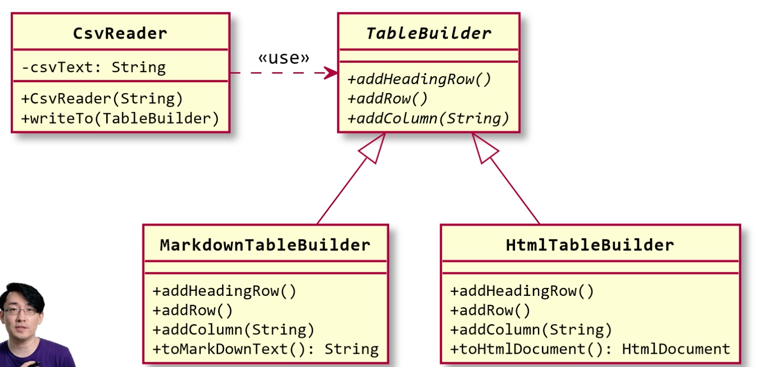 CsvReader
-csvText: String
+CsvReader(String)
+writeTo(TableBuilder)
«use»
TableBuilder
+addHeadingRow()
+addRow()
+addColumn(String)
MarkdownTableBuilder
+addHeadingRow()
+addRow()
+addColumn(String)
+toMarkDownText(): String
HtmlTableBuilder
+addHeadingRow()
+addRow()
+addColumn(String)
+toHtmlDocument(): HtmlDocument